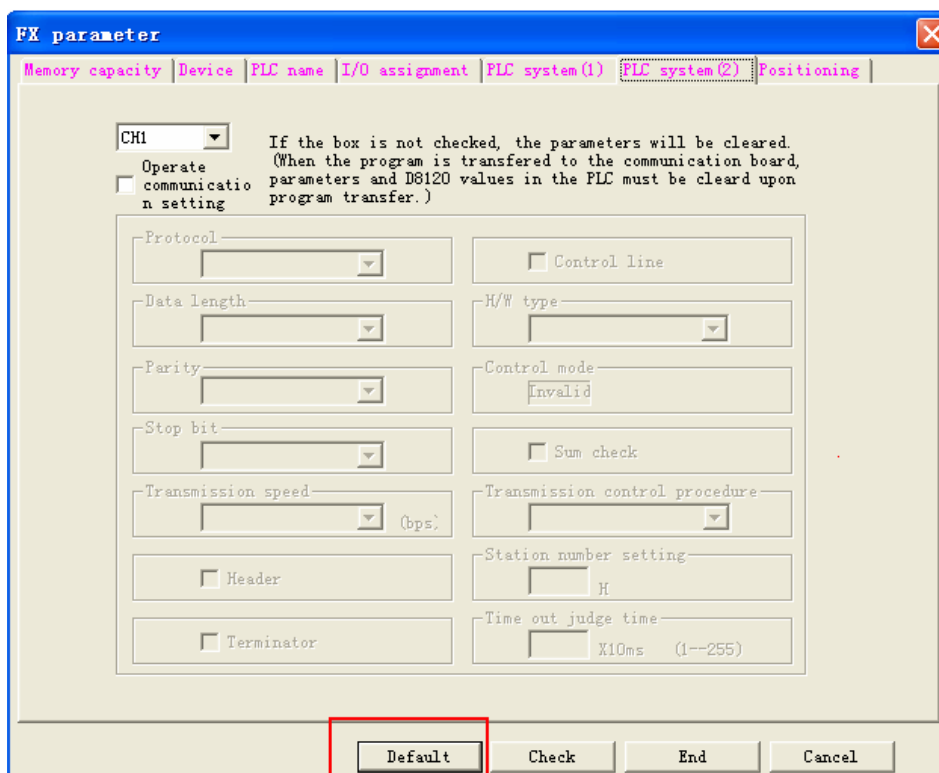 FX parameter
Memory capacity Device PLC name I/O assignment PLC system(1) PLC system(2) Positioning
CH1
If the box is not checked, the parameters will be cleared.
(When the program is transfered to the communication board,
parameters and D8120 values in the PLC must be cleard upon
program transfer.)
Operate
communicatio
n setting
Protocol
Control line
Data length
H/W type
Parity
Control mode
Invalid
Stop bit
Sum check
Transmission speed
(bps)
Transmission control procedure
Header
Station number setting
H
Terminator
Time out judge time
X10ms (1--255)
Default Check End Cancel